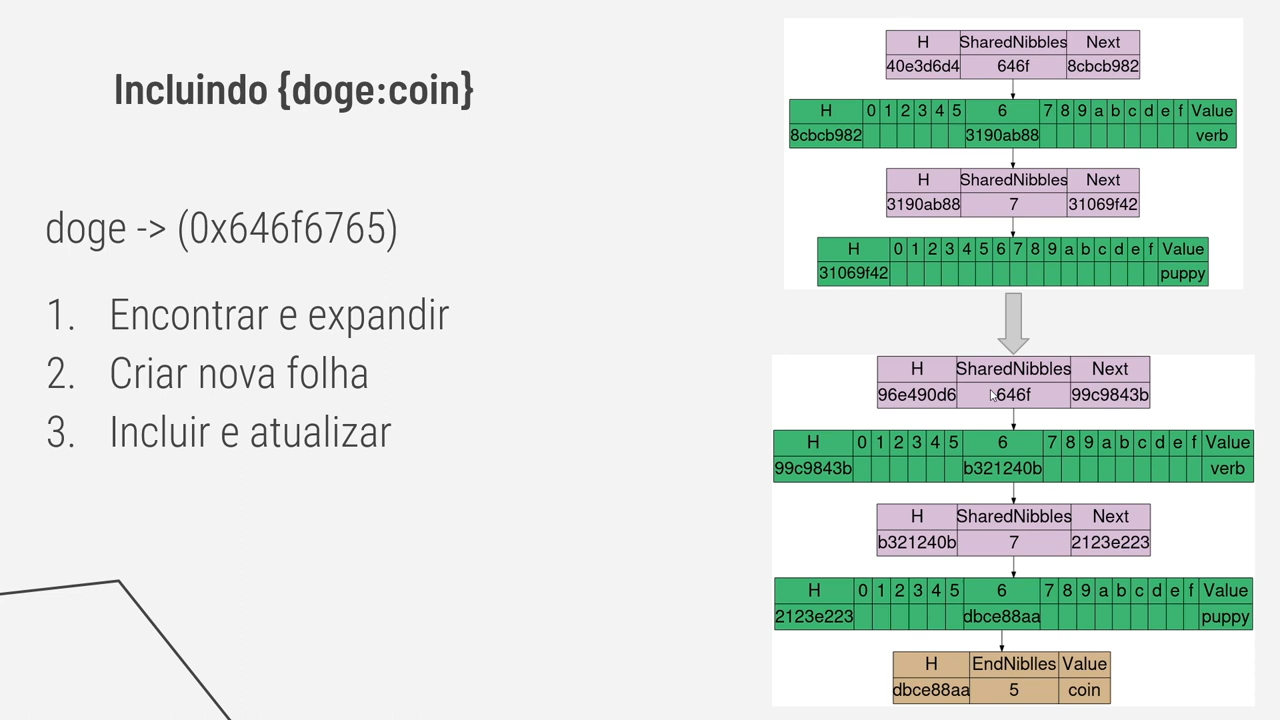 Incluindo {doge:coin}
doge -> (0x646f6765)
1. Encontrar e expandir
2. Criar nova folha
3. Incluir e atualizar
H SharedNibbles Next
40e3d6d4 646f 8cbcb982
H 0 1 2 3 4 5 6 7 8 9 a b c d e f Value
8cbcb982 3190ab88 verb
H SharedNibbles Next
3190ab88 7 31069f42
H 0 1 2 3 4 5 6 7 8 9 a b c d e f Value
31069f42 puppy
H SharedNibbles Next
96e490d6 646f 99c9843b
H 0 1 2 3 4 5 6 7 8 9 a b c d e f Value
99c9843b b321240b verb
H SharedNibbles Next
b321240b 7 2123e223
H 0 1 2 3 4 5 6 7 8 9 a b c d e f Value
2123e223 dbce88aa puppy
H EndNiblles Value
dbce88aa 5 coin